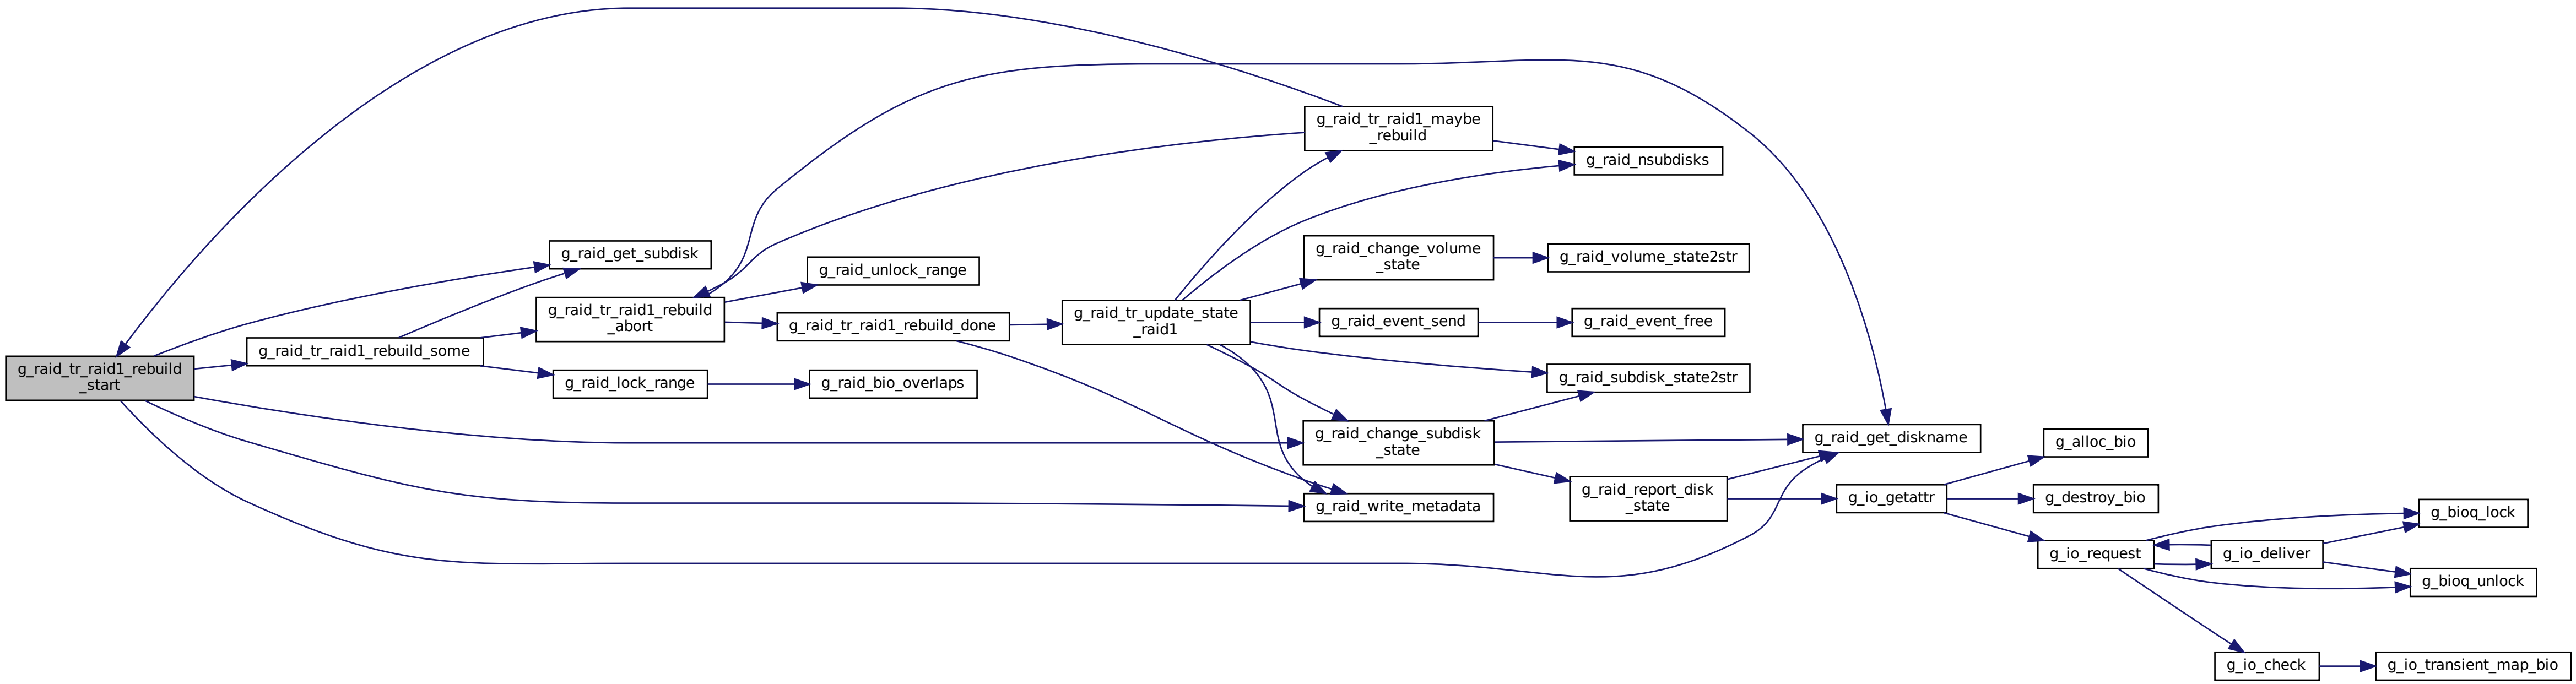 g_raid_tr_raid1_rebuild
_start
g_raid_tr_raid1_rebuild_some
g_raid_get_subdisk
g_raid_tr_raid1_rebuild
_abort
g_raid_lock_range
g_raid_unlock_range
g_raid_tr_raid1_rebuild_done
g_raid_bio_overlaps
g_raid_tr_update_state
_raid1
g_raid_tr_raid1_maybe
_rebuild
g_raid_change_volume
_state
g_raid_event_send
g_raid_change_subdisk
_state
g_raid_write_metadata
g_raid_nsubdisks
g_raid_volume_state2str
g_raid_event_free
g_raid_subdisk_state2str
g_raid_report_disk
_state
g_raid_get_diskname
g_io_getattr
g_alloc_bio
g_destroy_bio
g_io_request
g_io_deliver
g_io_check
g_bioq_lock
g_bioq_unlock
g_io_transient_map_bio